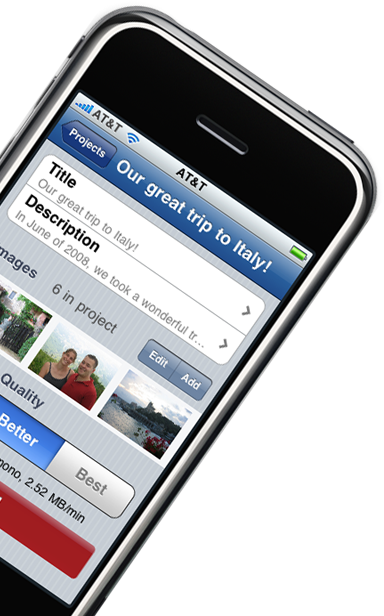 AT&T
AT&T
Projects
Our great trip to Italy!
Title
Our great trip to Italy!
Description
In June of 2008, we took a wonderful tr...
mages
6 in project
Edit
Add
Quality
Better
Best
ono, 2.52 MB/min